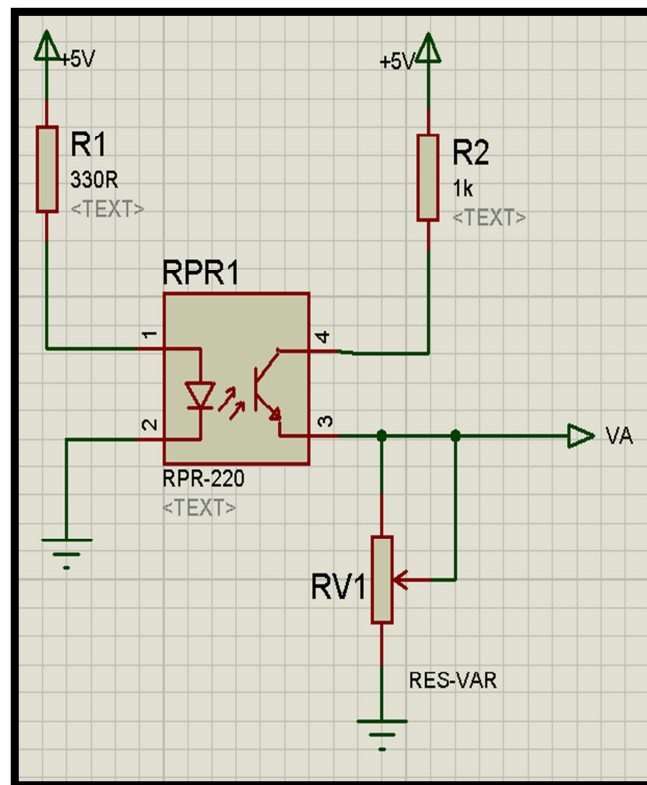 +5V
+5V
R1
330R
<TEXT>
R2
1k
<TEXT>
RPR1
1
4
2
3
RPR-220
<TEXT>
VA
RV1
RES-VAR